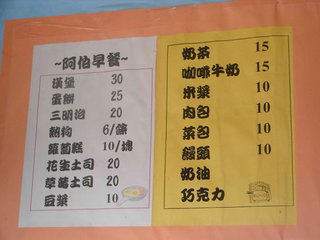 ~阿伯早餐~
漢堡 30
蛋餅 25
三明治 20
熱狗 6/條
蘿蔔糕 10/塊
花生土司 20
草莓土司 20
豆漿 10
奶茶 15
咖啡牛奶 15
米漿 10
肉包 10
菜包 10
饅頭 10
奶油
巧克力